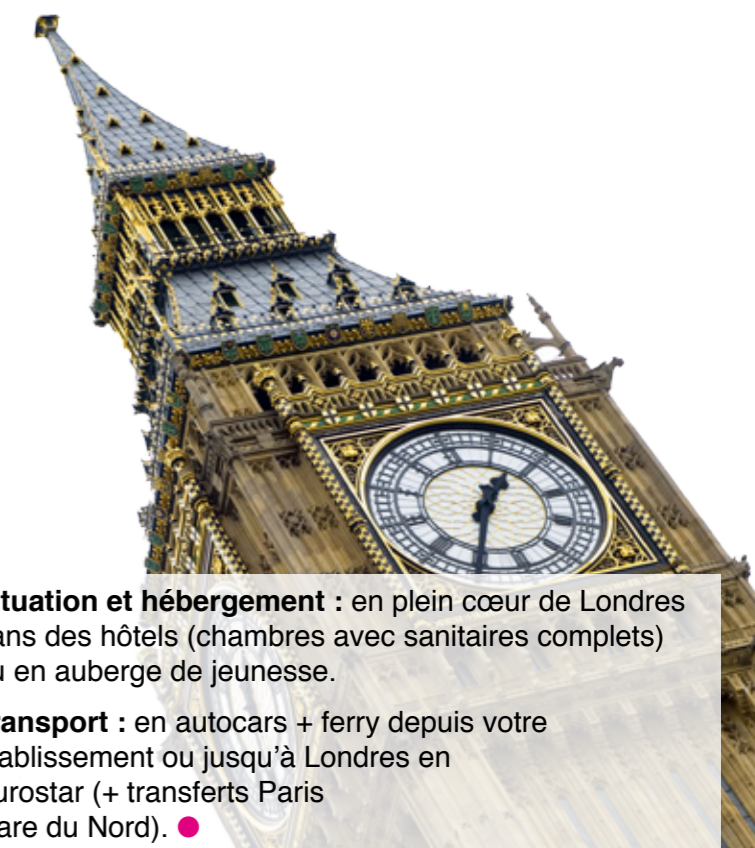 tuation et hébergement : en plein cœur de Londres
ans des hôtels (chambres avec sanitaires complets)
u en auberge de jeunesse.
ansport : en autocars + ferry depuis votre
ablissement ou jusqu’à Londres en
urostar (+ transferts Paris
are du Nord).